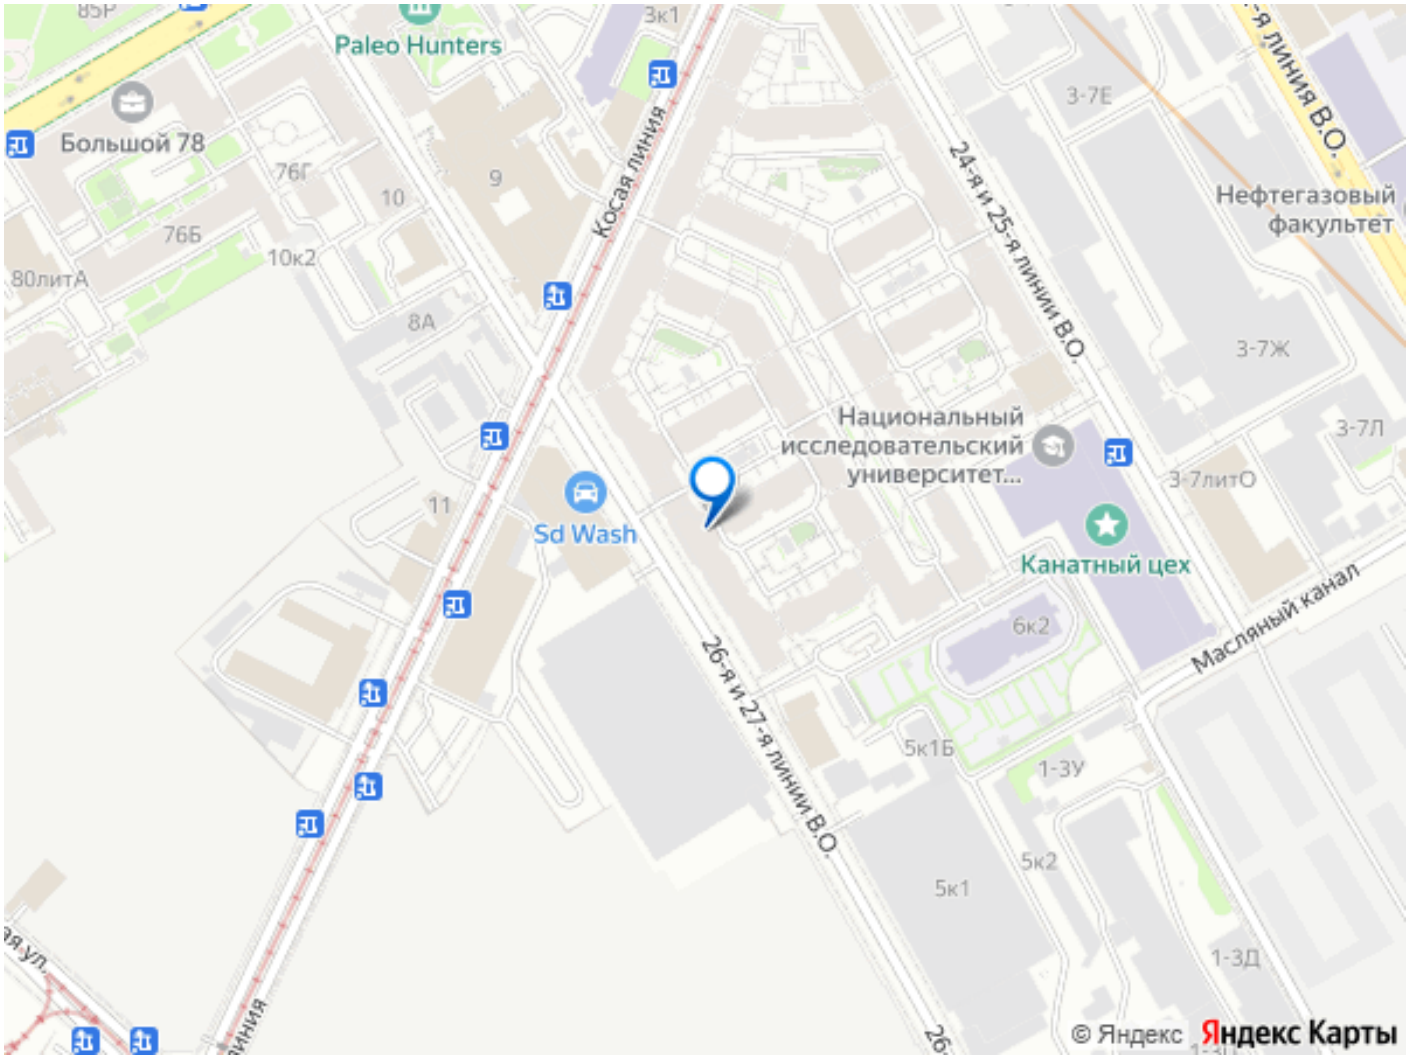 85Р
Paleo Hunters
3к1
Большой 78
76Г
9
10
76Б
10к2
80литА
8А
Косая линия
3-7Е
24-я и 25-я линии В.О.
-я линия В.О.
Нефтегазовый
факультет
3-7Ж
Национальный
исследовательский
университет...
3-7Л
3-7литО
11
Sd Wash
Канатный цех
6к2
Масляный канал
26-я и 27-я линии В.О.
5к1Б
1-3У
5к2
5к1
1-3Д
ая ул.
иния
26-
© Яндекс Яндекс Карты